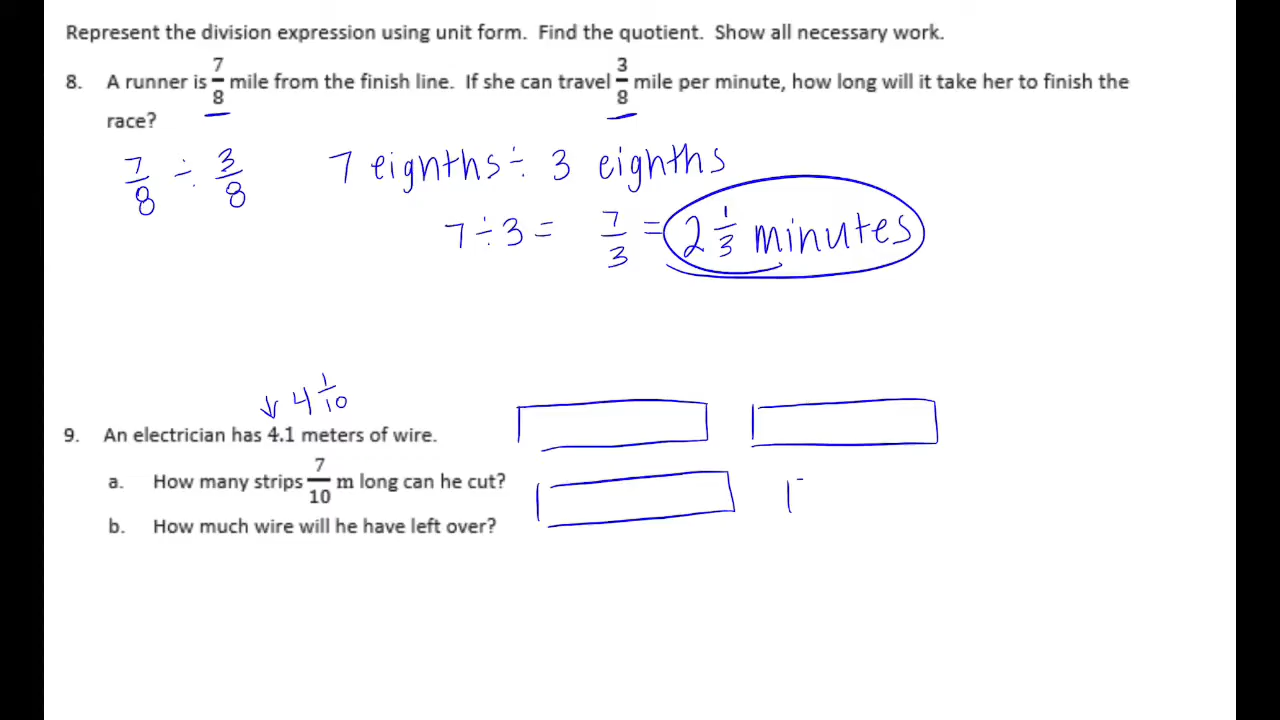 Represent the division expression using unit form. Find the quotient. Show all necessary work.
8. A runner is 7/8 mile from the finish line. If she can travel 3/8 mile per minute, how long will it take her to finish the
race?
7/8 ÷ 3/8 7 eignths ÷ 3 eighths
7 ÷ 3 = 7/3 = 2 1/3 minutes
↓ 4 1/10
9. An electrician has 4.1 meters of wire.
a. How many strips 7/10 m long can he cut?
b. How much wire will he have left over?